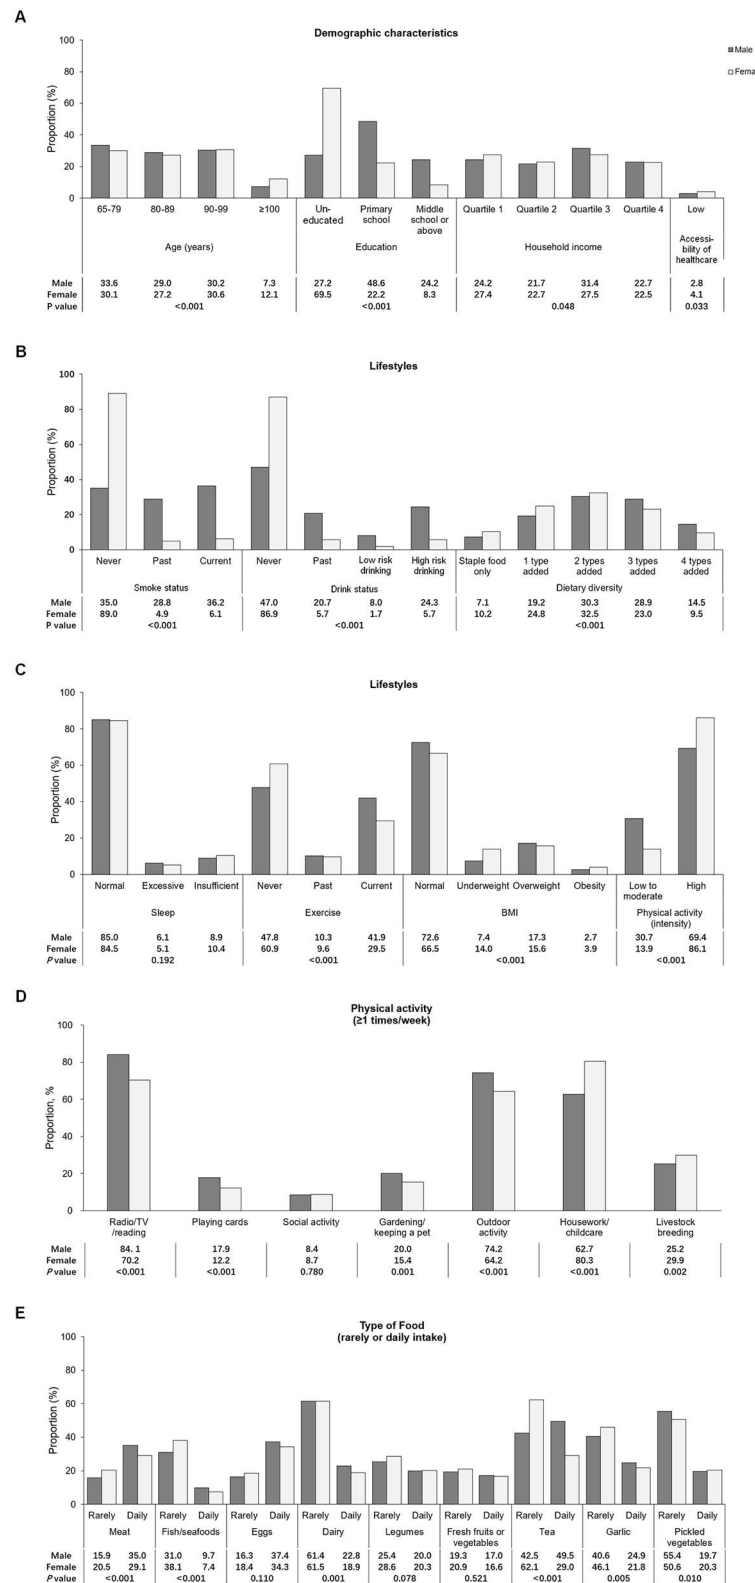 A
Demographic characteristics
Male
Fema
Proportion (%)
100
80
60
40
20
0
65-79 80-89 90-99 ≥100 Un-educated Primary school Middle school or above Quartile 1 Quartile 2 Quartile 3 Quartile 4 Low
Age (years) Education Household income Accessi-bility of healthcare
Male 33.6 29.0 30.2 7.3 27.2 48.6 24.2 24.2 21.7 31.4 22.7 2.8
Female 30.1 27.2 30.6 12.1 69.5 22.2 8.3 27.4 22.7 27.5 22.5 4.1
P value <0.001 <0.001 0.048 0.033
B
Lifestyles
Proportion (%)
100
80
60
40
20
0
Never Past Current Never Past Low risk drinking High risk drinking Staple food only 1 type added 2 types added 3 types added 4 types added
Smoke status Drink status Dietary diversity
Male 35.0 28.8 36.2 47.0 20.7 8.0 24.3 7.1 19.2 30.3 28.9 14.5
Female 89.0 4.9 6.1 86.9 5.7 1.7 5.7 10.2 24.8 32.5 23.0 9.5
P value <0.001 <0.001 <0.001
C
Lifestyles
Proportion (%)
100
80
60
40
20
0
Normal Excessive Insufficient Never Past Current Normal Underweight Overweight Obesity Low to moderate High
Sleep Exercise BMI Physical activity (intensity)
Male 85.0 6.1 8.9 47.8 10.3 41.9 72.6 7.4 17.3 2.7 30.7 69.4
Female 84.5 5.1 10.4 60.9 9.6 29.5 66.5 14.0 15.6 3.9 13.9 86.1
P value 0.192 <0.001 <0.001 <0.001
D
Physical activity
(≥1 times/week)
Proportion, %
100
80
60
40
20
0
Radio/TV /reading Playing cards Social activity Gardening/ keeping a pet Outdoor activity Housework/ childcare Livestock breeding
Male 84. 1 17.9 8.4 20.0 74.2 62.7 25.2
Female 70.2 12.2 8.7 15.4 64.2 80.3 29.9
P value <0.001 <0.001 0.780 0.001 <0.001 <0.001 0.002
E
Type of Food
(rarely or daily intake)
Proportion (%)
100
80
60
40
20
0
Rarely Daily Rarely Daily Rarely Daily Rarely Daily Rarely Daily Rarely Daily Rarely Daily Rarely Daily Rarely Daily
Meat Fish/seafoods Eggs Dairy Legumes Fresh fruits or vegetables Tea Garlic Pickled vegetables
Male 15.9 35.0 31.0 9.7 16.3 37.4 61.4 22.8 25.4 20.0 19.3 17.0 42.5 49.5 40.6 24.9 55.4 19.7
Female 20.5 29.1 38.1 7.4 18.4 34.3 61.5 18.9 28.6 20.3 20.9 16.6 62.1 29.0 46.1 21.8 50.6 20.3
P value <0.001 <0.001 0.110 0.001 0.078 0.521 <0.001 0.005 0.010